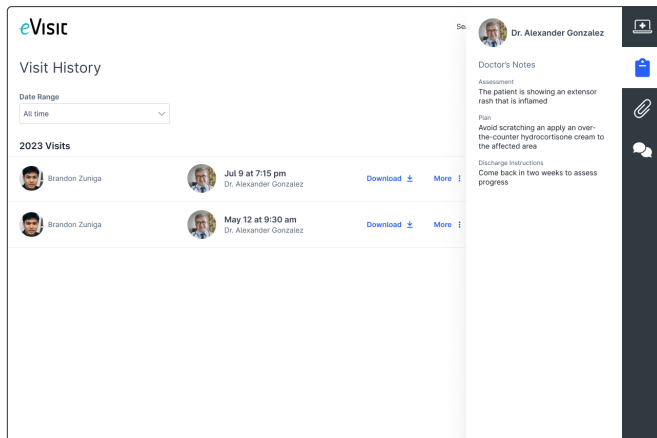 eVisit
Sea
Visit History
Date Range
All time
2023 Visits
Brandon Zuniga
Jul 9 at 7:15 pm
Dr. Alexander Gonzalez
Download
More
Brandon Zuniga
May 12 at 9:30 am
Dr. Alexander Gonzalez
Download
More
Dr. Alexander Gonzalez
Doctor's Notes
Assessment
The patient is showing an extensor
rash that is inflamed
Plan
Avoid scratching an apply an over-
the-counter hydrocortisone cream to
the affected area
Discharge Instructions
Come back in two weeks to assess
progress